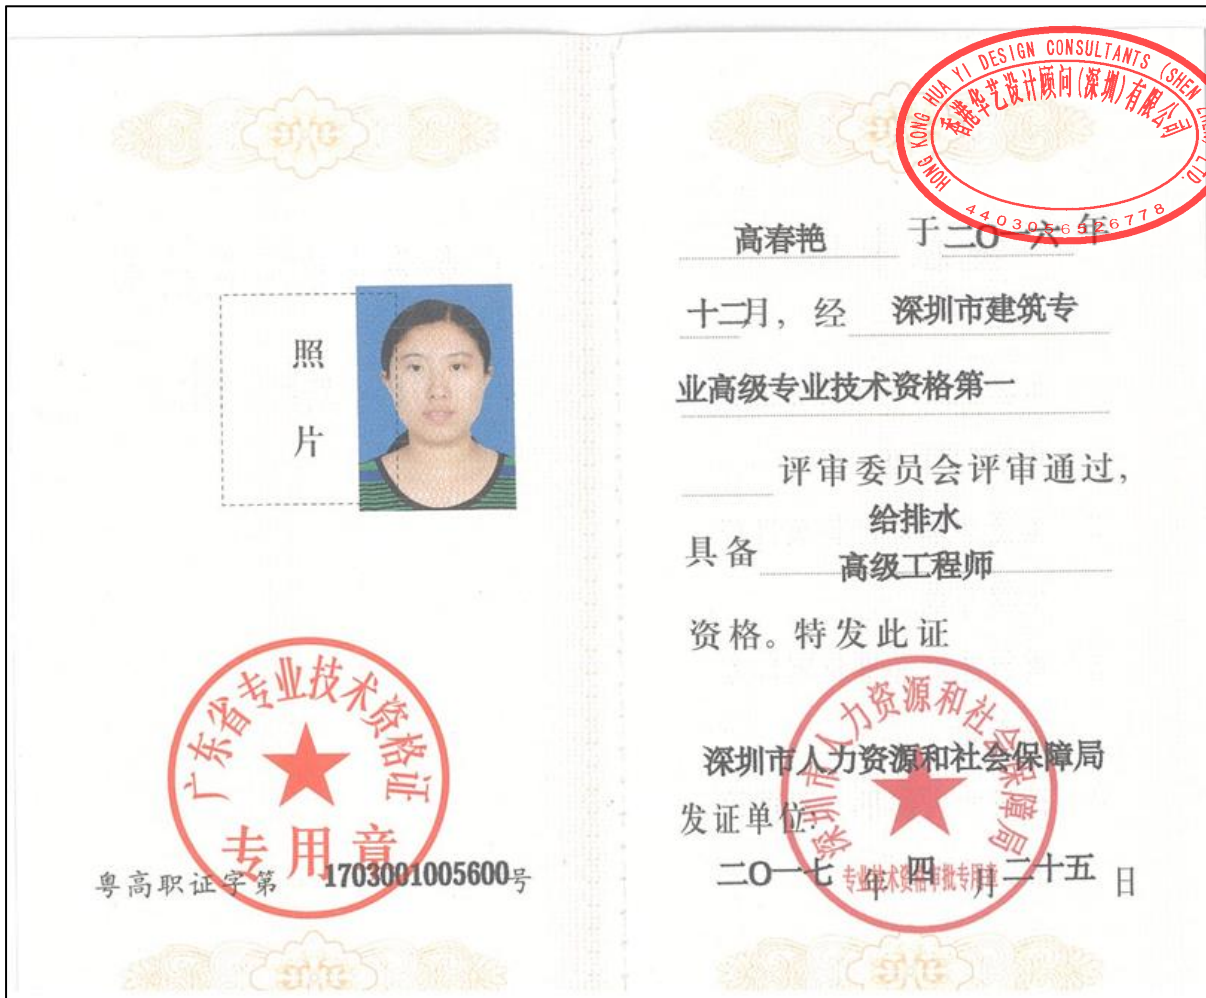 照
片
广东省专业技术资格证
专用章
粤高职证字第 1703001005600号
HONG KONG HUA YI DESIGN CONSULTANTS (SHEN ZHEN) LTD.
香港华艺设计顾问(深圳)有限公司
4403056526778
高春艳 于二〇一六年
十二月，经 深圳市建筑专
业高级专业技术资格第一
评审委员会评审通过，
给排水
具备 高级工程师
资格。特发此证
深圳市人力资源和社会保障局
深圳市人力资源和社会保障局
发证单位:
专业技术资格审批专用章
二〇一七年四月二十五日